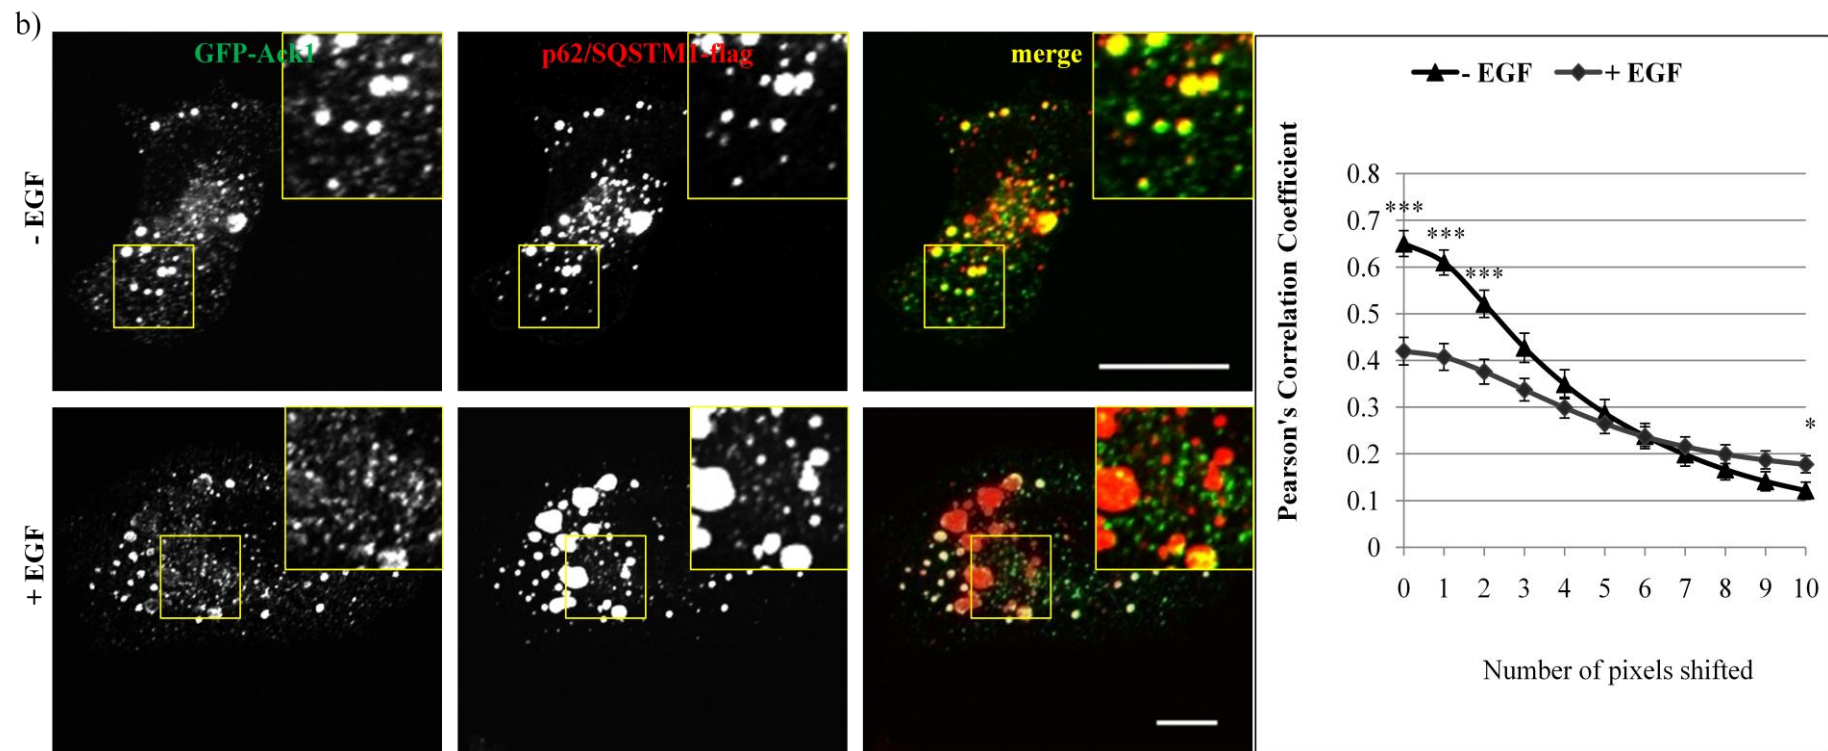 b)
GFP-Ack1
p62/SQSTM1-flag
merge
- EGF
+ EGF
- EGF + EGF
Pearson's Correlation Coefficient
0.8
0.7
0.6
0.5
0.4
0.3
0.2
0.1
0
***
***
***
*
0 1 2 3 4 5 6 7 8 9 10
Number of pixels shifted